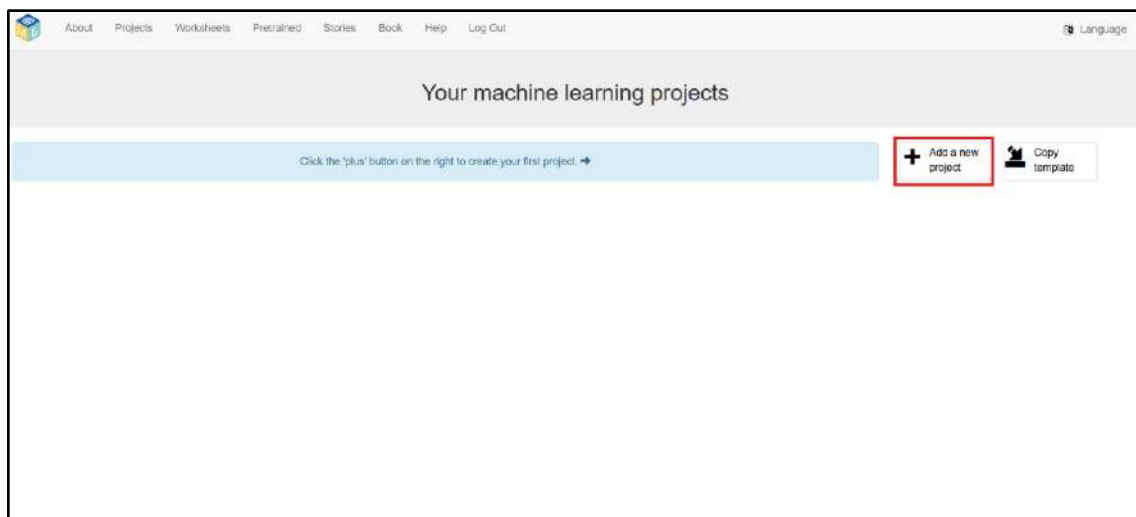 About Projects Worksheets Pretrained Stories Book Help Log Out Language
Your machine learning projects
Click the 'plus' button on the right to create your first project.
Add a new
project
Copy
template